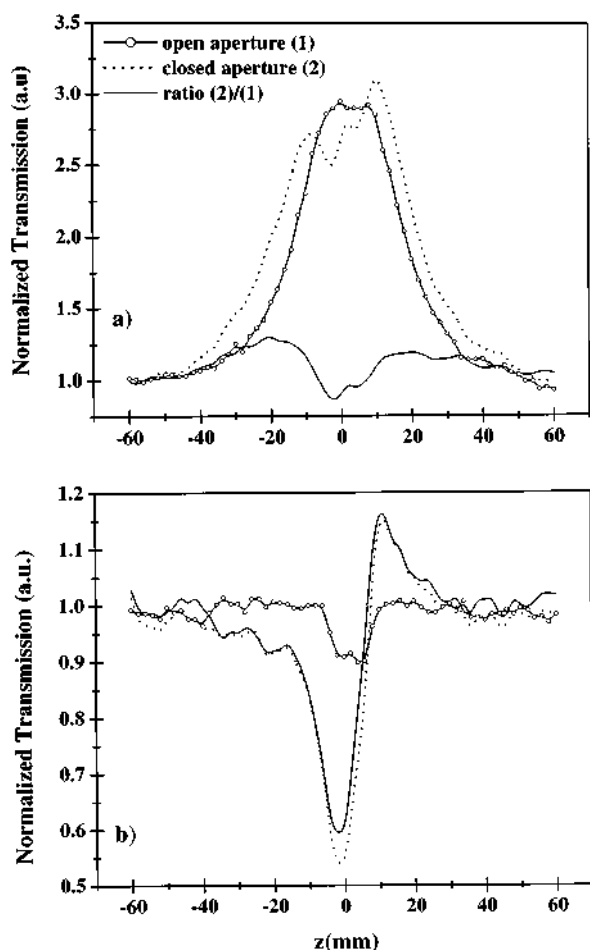 Normalized Transmission (a.u)
3.5
3.0
2.5
2.0
1.5
1.0
open aperture (1)
closed aperture (2)
ratio (2)/(1)
a)
-60 -40 -20 0 20 40 60
Normalized Transmission (a.u.)
1.2
1.1
1.0
0.9
0.8
0.7
0.6
0.5
b)
-60 -40 -20 0 20 40 60
z(mm)